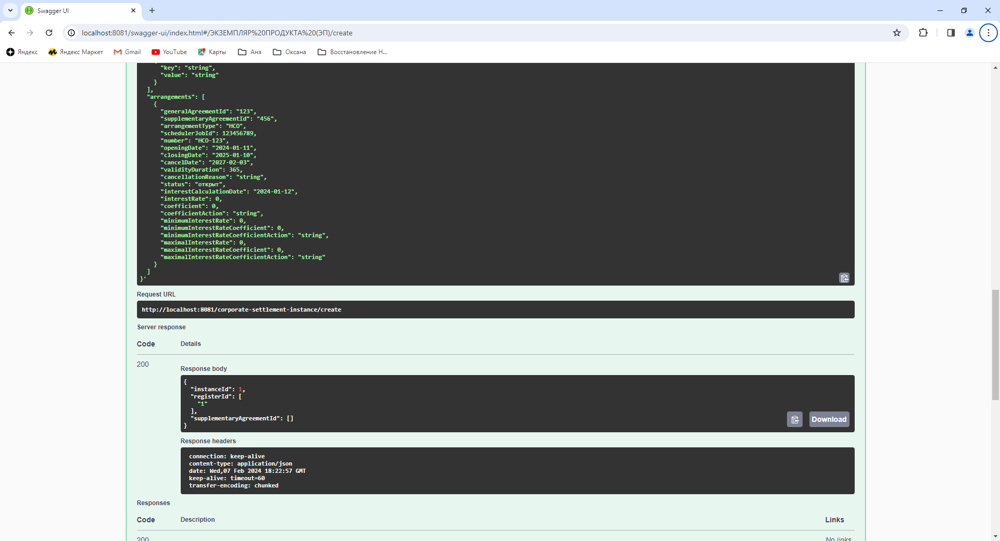 Swagger UI
localhost:8081/swagger-ui/index.html#/ЭКЗЕМПЛЯР%20ПРОДУКТА%20(ЭП)/create
Яндекс Яндекс Маркет Gmail YouTube Карты Аня Оксана Восстановление Н...
"key": "string",
"value": "string"
}
],
"arrangements": [
{
"generalAgreementId": "123",
"supplementaryAgreementId": "456",
"arrangementType": "НСО",
"schedulerJobId": 123456789,
"number": "НСО-123",
"openingDate": "2024-01-11",
"closingDate": "2025-01-10",
"cancelDate": "2027-02-03",
"validityDuration": 365,
"cancellationReason": "string",
"status": "открыт",
"interestCalculationDate": "2024-01-12",
"interestRate": 0,
"coefficient": 0,
"coefficientAction": "string",
"minimumInterestRate": 0,
"minimumInterestRateCoefficient": 0,
"minimumInterestRateCoefficientAction": "string",
"maximalInterestRate": 0,
"maximalInterestRateCoefficient": 0,
"maximalInterestRateCoefficientAction": "string"
}
]
}'
Request URL
http://localhost:8081/corporate-settlement-instance/create
Server response
Code Details
200
Response body
{
"instanceId": 1,
"registerId": [
"1"
],
"supplementaryAgreementId": []
}
Download
Response headers
connection: keep-alive
content-type: application/json
date: Wed,07 Feb 2024 18:22:57 GMT
keep-alive: timeout=60
transfer-encoding: chunked
Responses
Code Description Links
200 No links